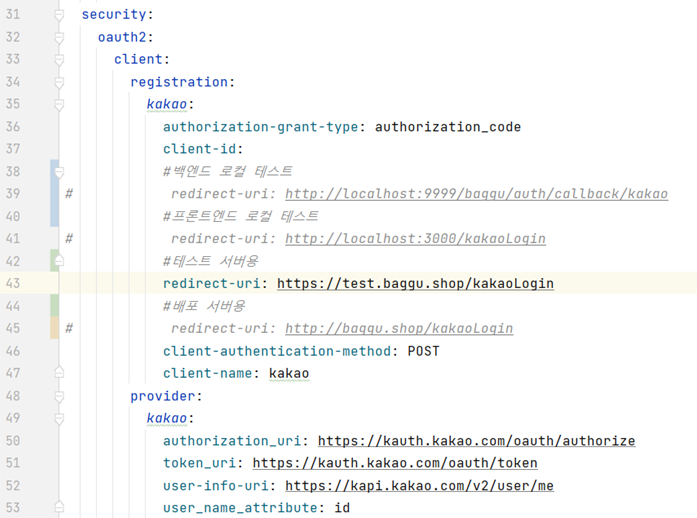 31 security:
32 oauth2:
33 client:
34 registration:
35 kakao:
36 authorization-grant-type: authorization_code
37 client-id:
38 #백엔드 로컬 테스트
39 # redirect-uri: http://localhost:9999/baggu/auth/callback/kakao
40 #프론트엔드 로컬 테스트
41 # redirect-uri: http://localhost:3000/kakaoLogin
42 #테스트 서버용
43 redirect-uri: https://test.baggu.shop/kakaoLogin
44 #배포 서버용
45 # redirect-uri: http://baggu.shop/kakaoLogin
46 client-authentication-method: POST
47 client-name: kakao
48 provider:
49 kakao:
50 authorization_uri: https://kauth.kakao.com/oauth/authorize
51 token_uri: https://kauth.kakao.com/oauth/token
52 user-info-uri: https://kapi.kakao.com/v2/user/me
53 user_name_attribute: id